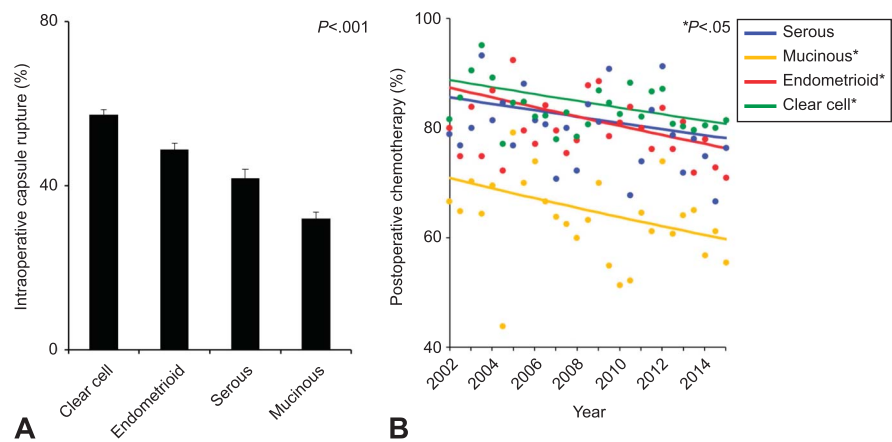 P<.001
80
40
0
Intraoperative capsule rupture (%)
Clear cell
Endometrioid
Serous
Mucinous
A
*P<.05
100
80
60
40
Postoperative chemotherapy (%)
2002
2004
2006
2008
2010
2012
2014
Year
B
Serous
Mucinous*
Endometrioid*
Clear cell*